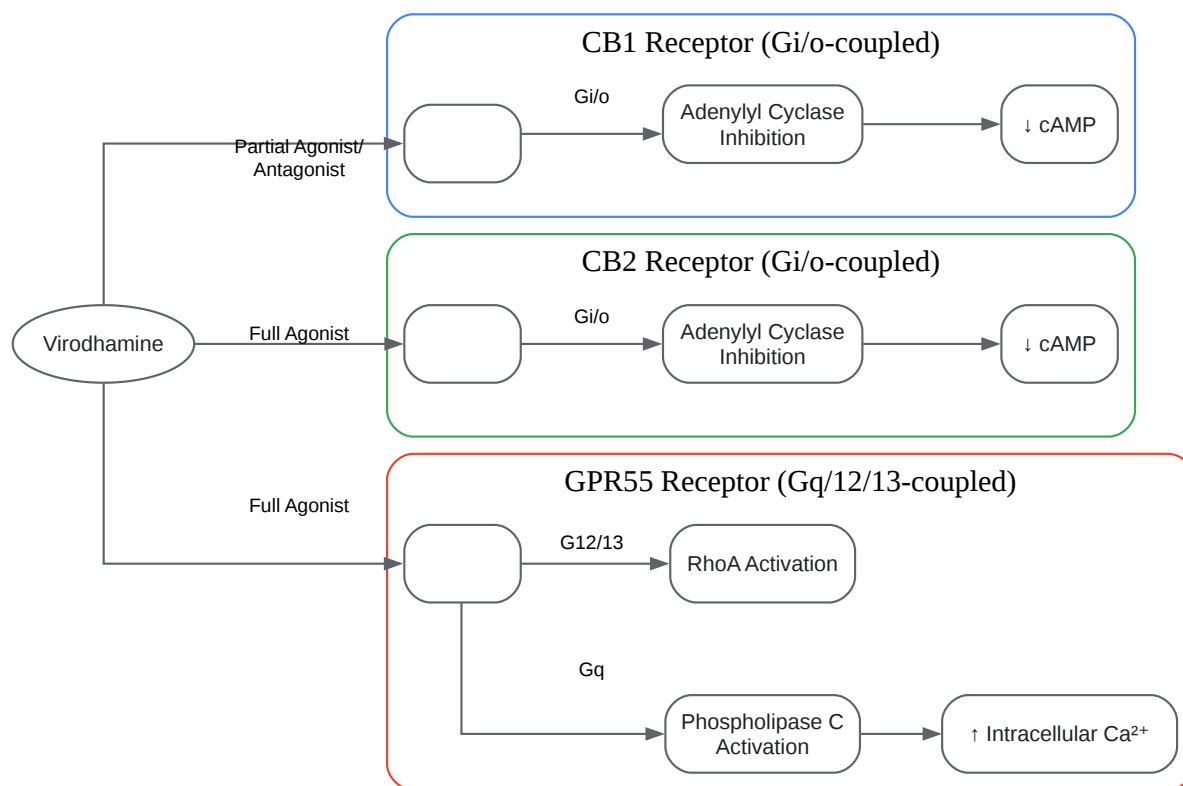 CB1 Receptor (Gi/o-coupled)
Gi/o
Adenylyl Cyclase
Inhibition
↓ cAMP
Partial Agonist/
Antagonist
CB2 Receptor (Gi/o-coupled)
Virodhamine
Full Agonist
Gi/o
Adenylyl Cyclase
Inhibition
↓ cAMP
GPR55 Receptor (Gq/12/13-coupled)
Full Agonist
G12/13
RhoA Activation
Gq
Phospholipase C
Activation
↑ Intracellular Ca²⁺